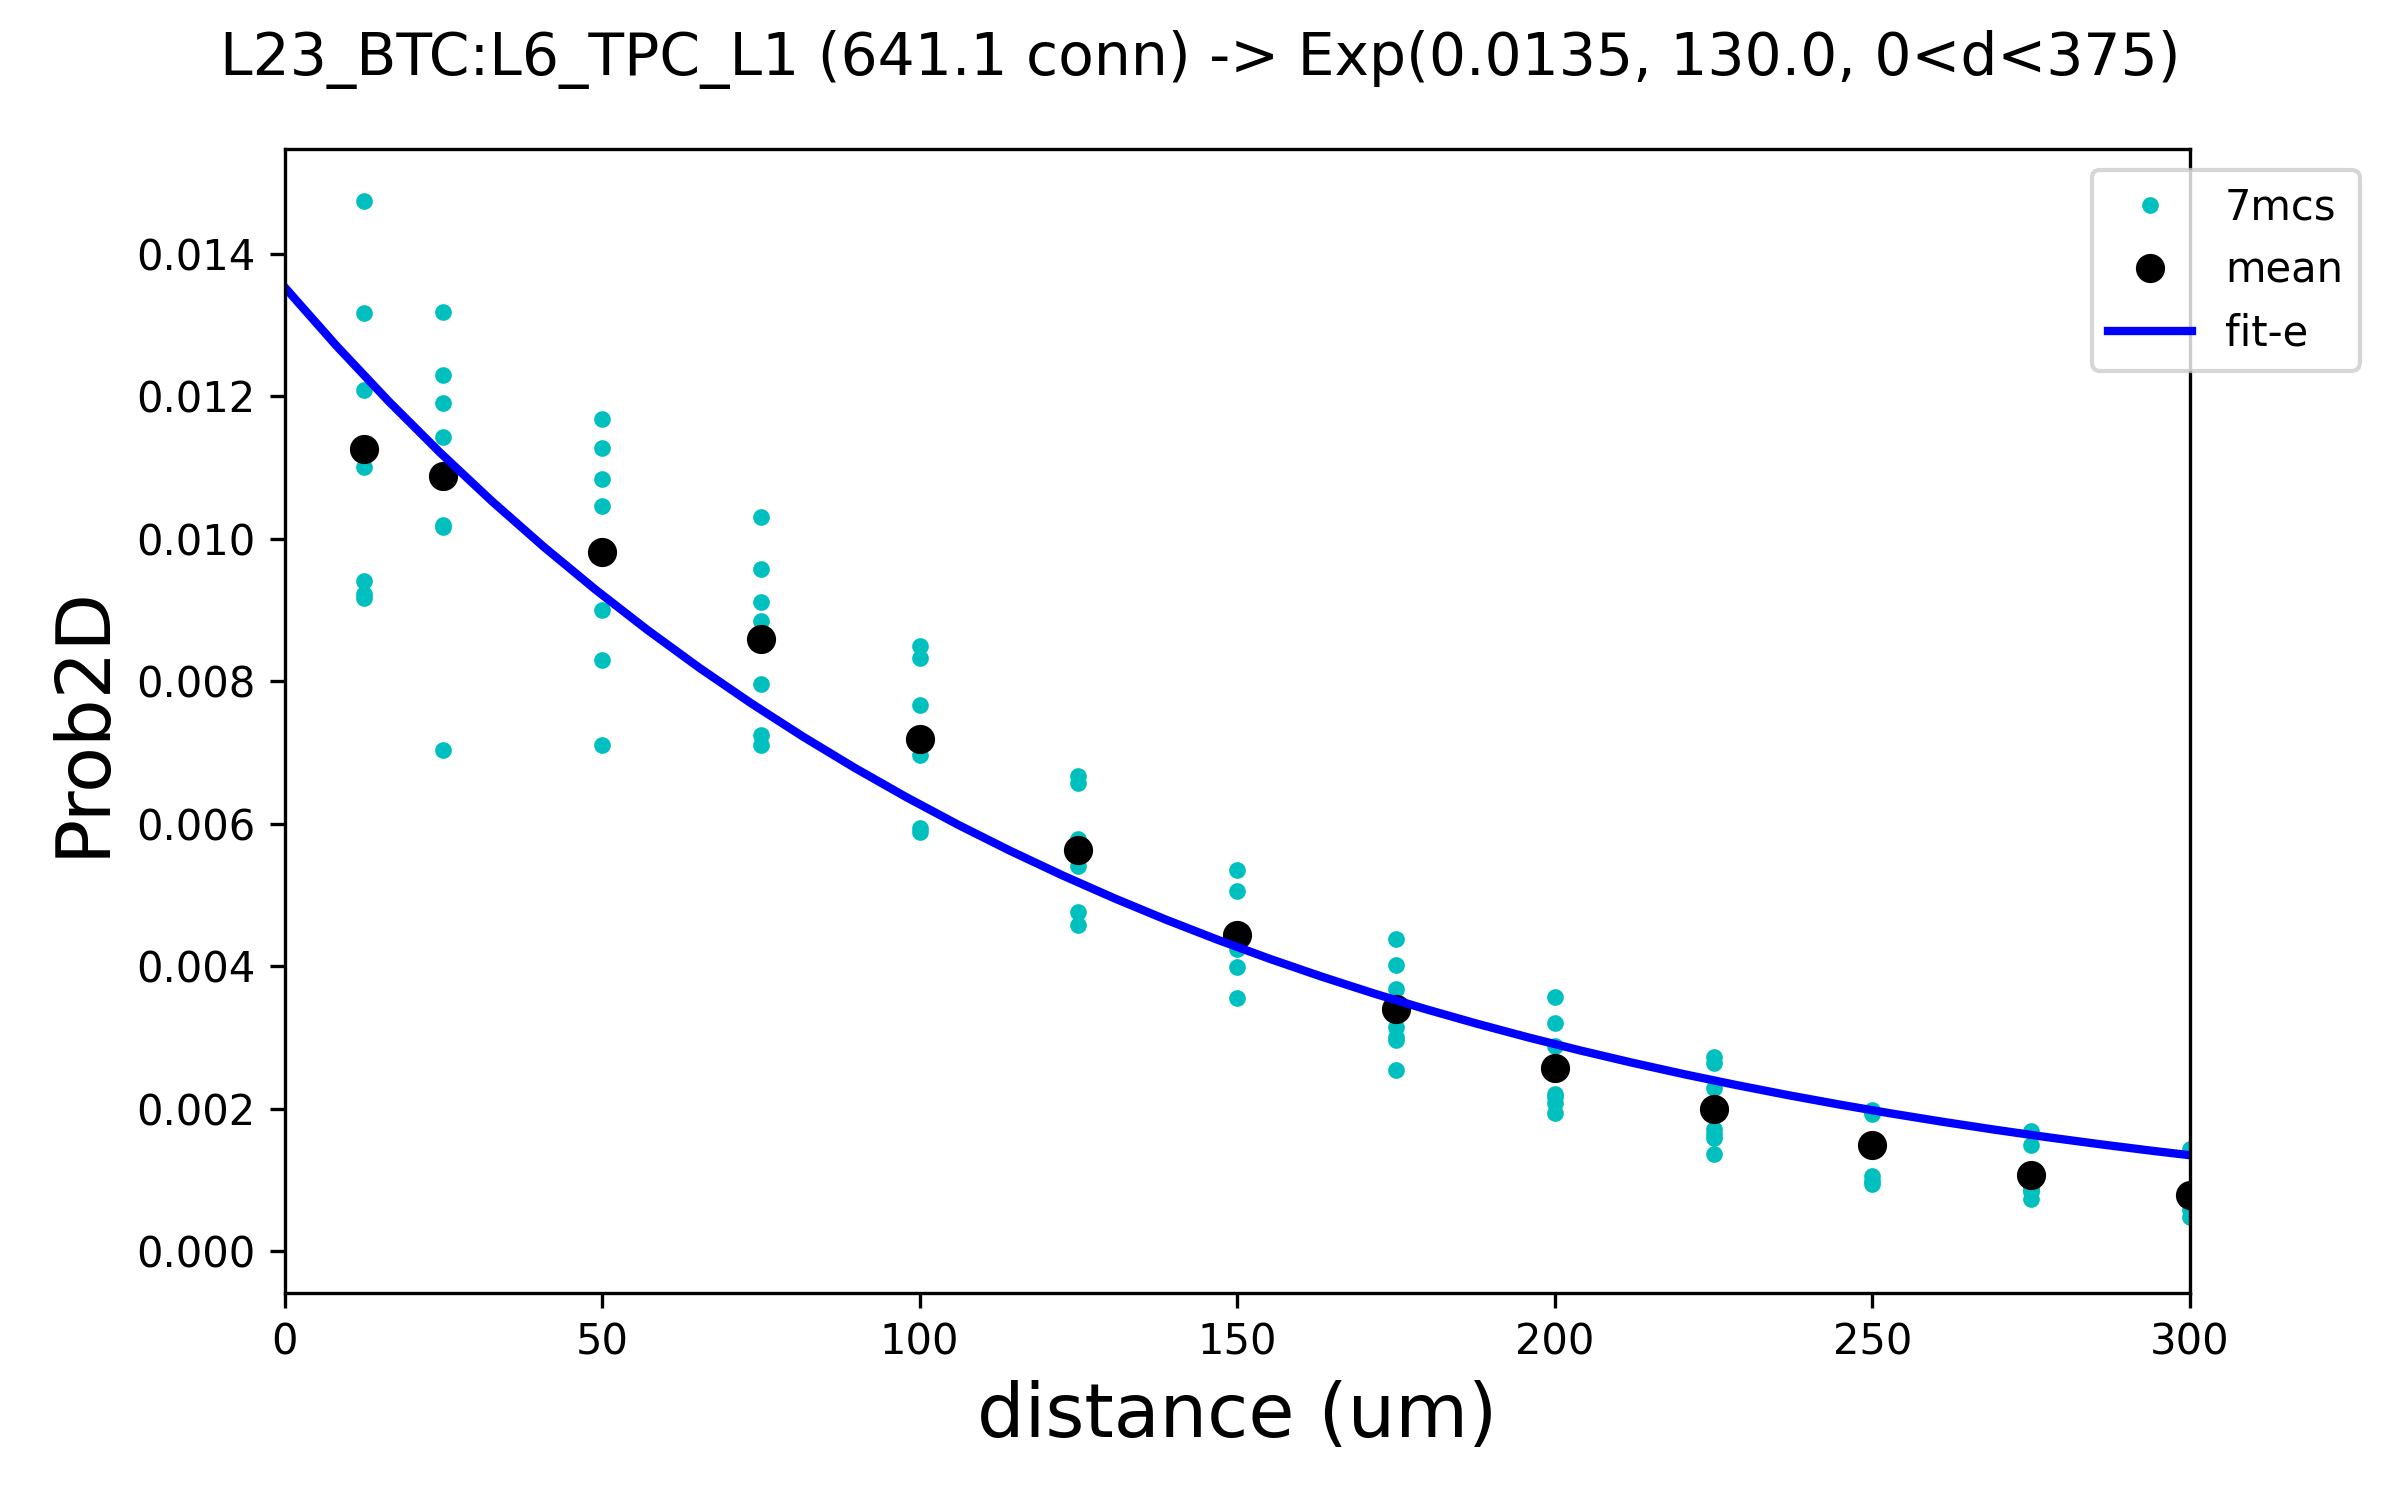 L23_BTC:L6_TPC_L1 (641.1 conn) -> Exp(0.0135, 130.0, 0<d<375)
7mcs
mean
fit-e
Prob2D
0.014
0.012
0.010
0.008
0.006
0.004
0.002
0.000
0 50 100 150 200 250 300
distance (um)